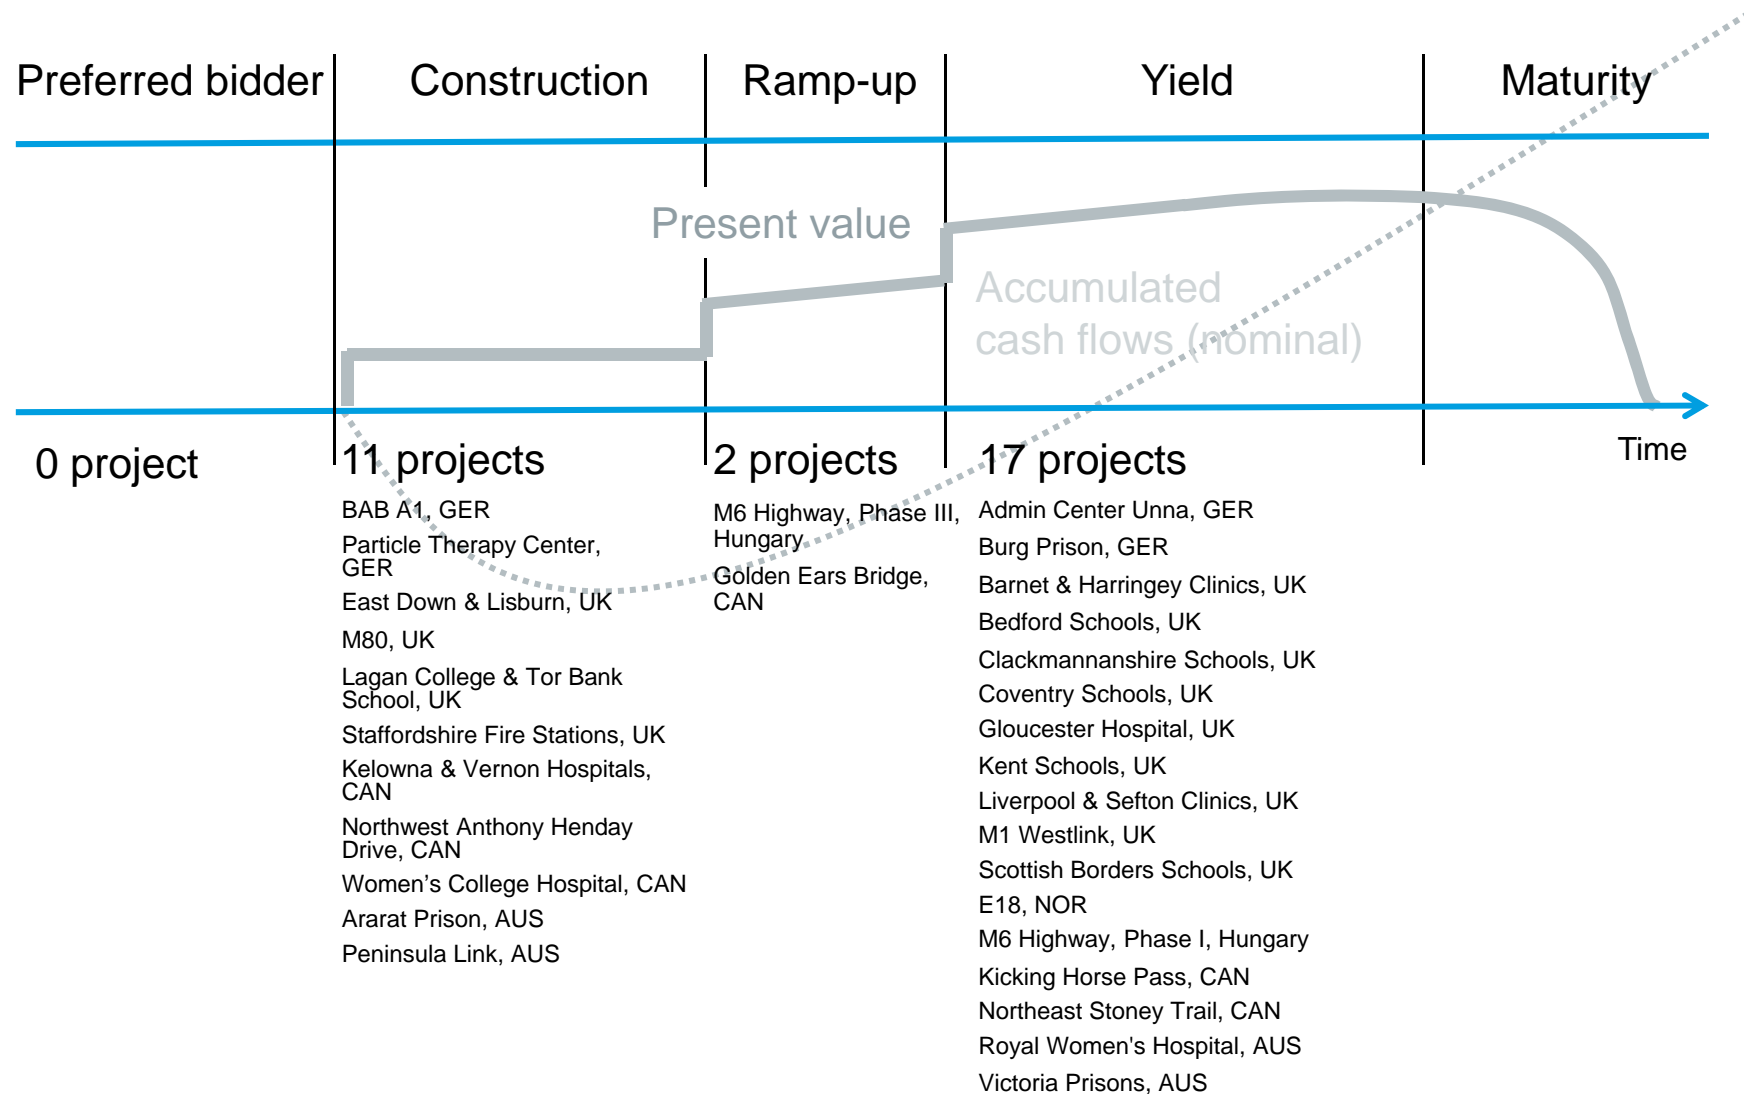 Preferred bidder
Construction
Ramp-up
Yield
Maturity
Present value
Accumulated
cash flows (nominal)
Time
0 project
11 projects
BAB A1, GER
Particle Therapy Center,
GER
East Down & Lisburn, UK
M80, UK
Lagan College & Tor Bank
School, UK
Staffordshire Fire Stations, UK
Kelowna & Vernon Hospitals,
CAN
Northwest Anthony Henday
Drive, CAN
Women’s College Hospital, CAN
Ararat Prison, AUS
Peninsula Link, AUS
2 projects
M6 Highway, Phase III,
Hungary
Golden Ears Bridge,
CAN
17 projects
Admin Center Unna, GER
Burg Prison, GER
Barnet & Harringey Clinics, UK
Bedford Schools, UK
Clackmannanshire Schools, UK
Coventry Schools, UK
Gloucester Hospital, UK
Kent Schools, UK
Liverpool & Sefton Clinics, UK
M1 Westlink, UK
Scottish Borders Schools, UK
E18, NOR
M6 Highway, Phase I, Hungary
Kicking Horse Pass, CAN
Northeast Stoney Trail, CAN
Royal Women's Hospital, AUS
Victoria Prisons, AUS